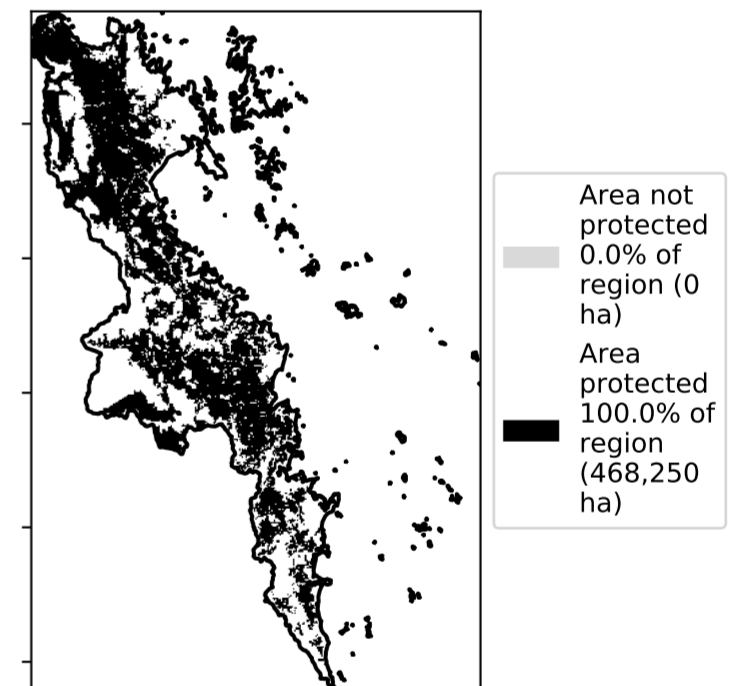 Area not
protected
0.0% of
region (0
ha)
Area
protected
100.0% of
region
(468,250
ha)